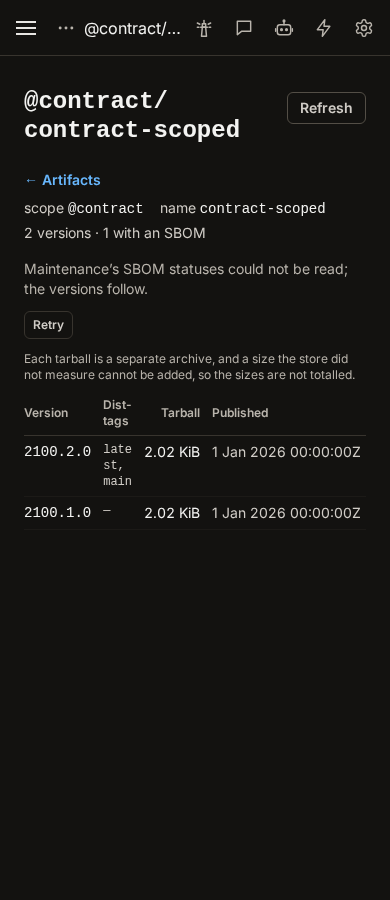 @contract/...
@contract/
contract-scoped
Refresh
← Artifacts
scope @contract name contract-scoped
2 versions · 1 with an SBOM
Maintenance’s SBOM statuses could not be read;
the versions follow.
Retry
Each tarball is a separate archive, and a size the store did
not measure cannot be added, so the sizes are not totalled.
Version Dist-tags Tarball Published
2100.2.0 latest, main 2.02 KiB 1 Jan 2026 00:00:00Z
2100.1.0 — 2.02 KiB 1 Jan 2026 00:00:00Z